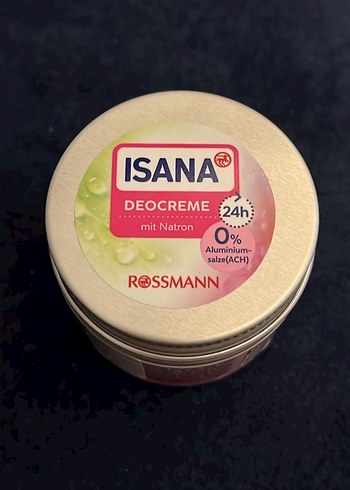 ISANA
DEOCREME
mit Natron
24h
0%
Aluminium-
salze(ACH)
ROSSMANN